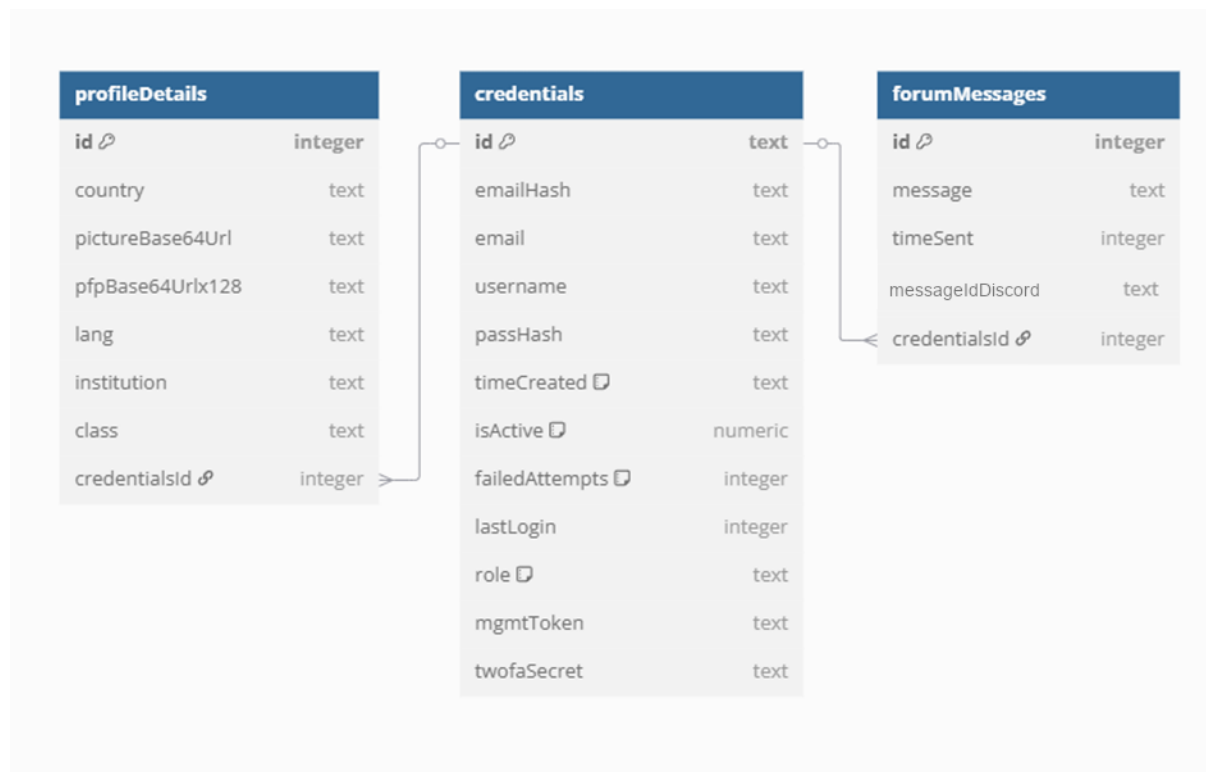 profileDetails
id integer
country text
pictureBase64Url text
pfpBase64Urlx128 text
lang text
institution text
class text
credentialsId integer
credentials
id text
emailHash text
email text
username text
passHash text
timeCreated text
isActive numeric
failedAttempts integer
lastLogin integer
role text
mgmtToken text
twofaSecret text
forumMessages
id integer
message text
timeSent integer
messageIdDiscord text
credentialsId integer